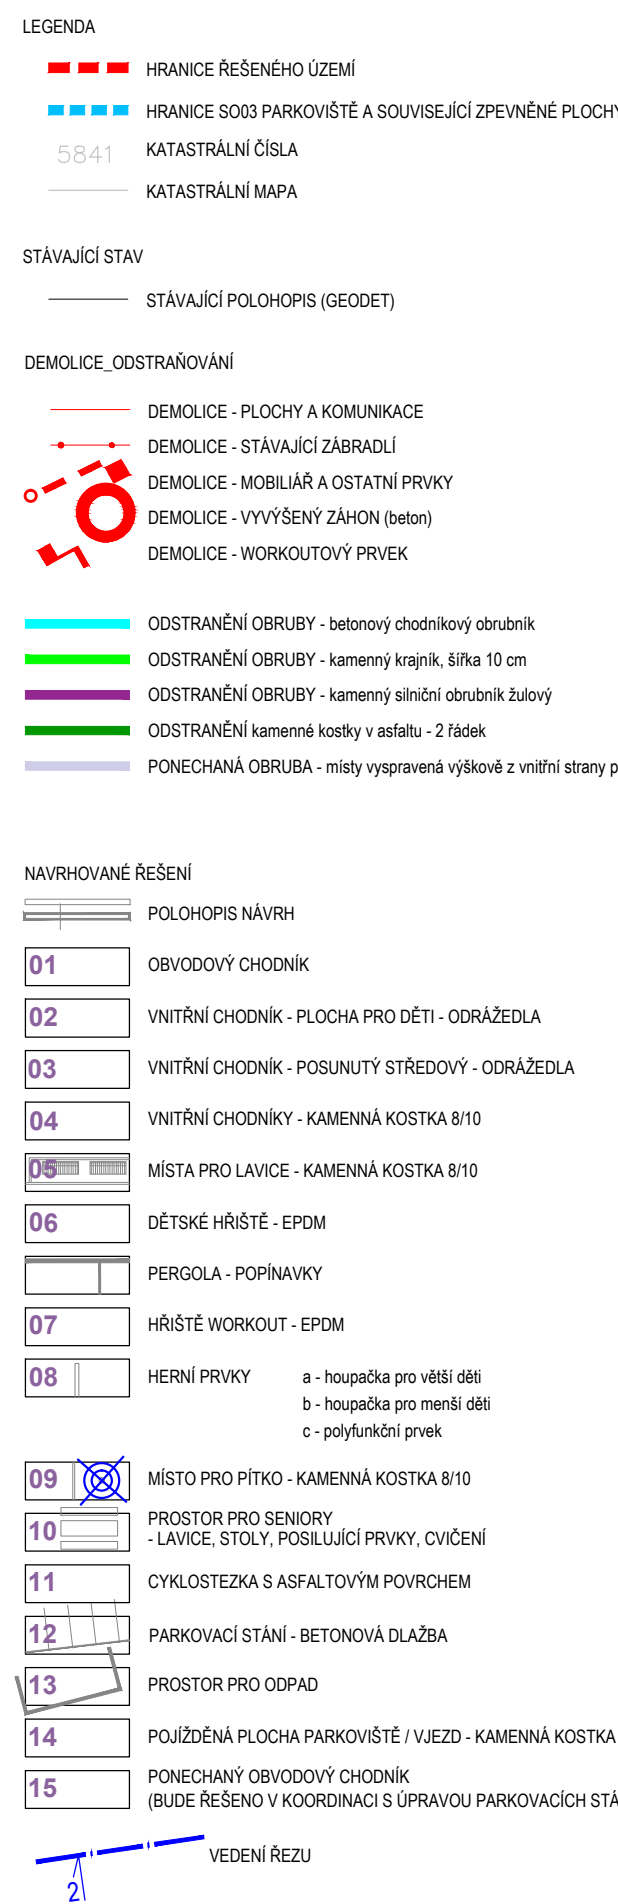 LEGENDA
HRANICE ŘEŠENÉHO ÚZEMÍ
HRANICE SO03 PARKOVIŠTĚ A SOUVISEJÍCÍ ZPEVNĚNÉ PLOCHY
5841 KATASTRÁLNÍ ČÍSLA
KATASTRÁLNÍ MAPA
STÁVAJÍCÍ STAV
STÁVAJÍCÍ POLOHOPIS (GEODET)
DEMOLICE_ODSTRAŇOVÁNÍ
DEMOLICE - PLOCHY A KOMUNIKACE
DEMOLICE - STÁVAJÍCÍ ZÁBRADLÍ
DEMOLICE - MOBILIÁŘ A OSTATNÍ PRVKY
DEMOLICE - VYVÝŠENÝ ZÁHON (beton)
DEMOLICE - WORKOUTOVÝ PRVEK
ODSTRANĚNÍ OBRUBY - betonový chodníkový obrubník
ODSTRANĚNÍ OBRUBY - kamenný krajník, šířka 10 cm
ODSTRANĚNÍ OBRUBY - kamenný silniční obrubník žulový
ODSTRANĚNÍ kamenné kostky v asfaltu - 2 řádek
PONECHANÁ OBRUBA - místy vyspravená výškově z vnitřní strany p
NAVRHOVANÉ ŘEŠENÍ
POLOHOPIS NÁVRH
01 OBVODOVÝ CHODNÍK
02 VNITŘNÍ CHODNÍK - PLOCHA PRO DĚTI - ODRÁŽEDLA
03 VNITŘNÍ CHODNÍK - POSUNUTÝ STŘEDOVÝ - ODRÁŽEDLA
04 VNITŘNÍ CHODNÍKY - KAMENNÁ KOSTKA 8/10
05 MÍSTA PRO LAVICE - KAMENNÁ KOSTKA 8/10
06 DĚTSKÉ HŘIŠTĚ - EPDM
PERGOLA - POPÍNAVKY
07 HŘIŠTĚ WORKOUT - EPDM
08 HERNÍ PRVKY a - houpačka pro větší děti
b - houpačka pro menší děti
c - polyfunkční prvek
09 MÍSTO PRO PÍTKO - KAMENNÁ KOSTKA 8/10
10 PROSTOR PRO SENIORY
- LAVICE, STOLY, POSILUJÍCÍ PRVKY, CVIČENÍ
11 CYKLOSTEZKA S ASFALTOVÝM POVRCHEM
12 PARKOVACÍ STÁNÍ - BETONOVÁ DLAŽBA
13 PROSTOR PRO ODPAD
14 POJÍŽDĚNÁ PLOCHA PARKOVIŠTĚ / VJEZD - KAMENNÁ KOSTKA
15 PONECHANÝ OBVODOVÝ CHODNÍK
(BUDE ŘEŠENO V KOORDINACI S ÚPRAVOU PARKOVACÍCH STÁ
VEDENÍ ŘEZU
2